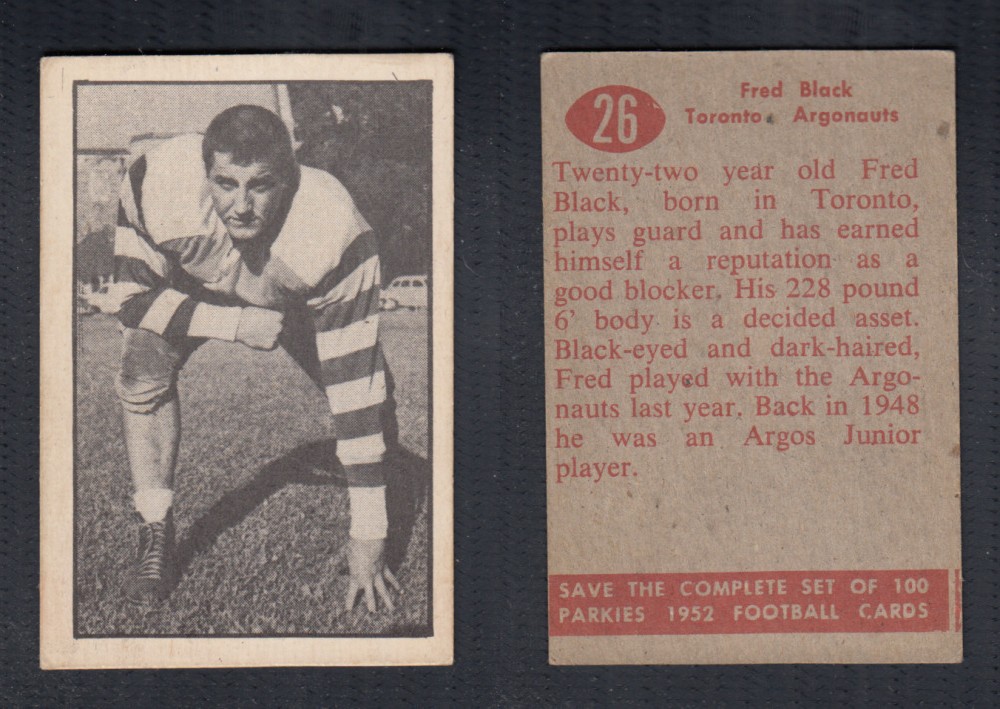 26
Fred Black
Toronto Argonauts
Twenty-two year old Fred
Black, born in Toronto,
plays guard and has earned
himself a reputation as a
good blocker. His 228 pound
6' body is a decided asset.
Black-eyed and dark-haired,
Fred played with the Argo-
nauts last year. Back in 1948
he was an Argos Junior
player.
SAVE THE COMPLETE SET OF 100
PARKIES 1952 FOOTBALL CARDS